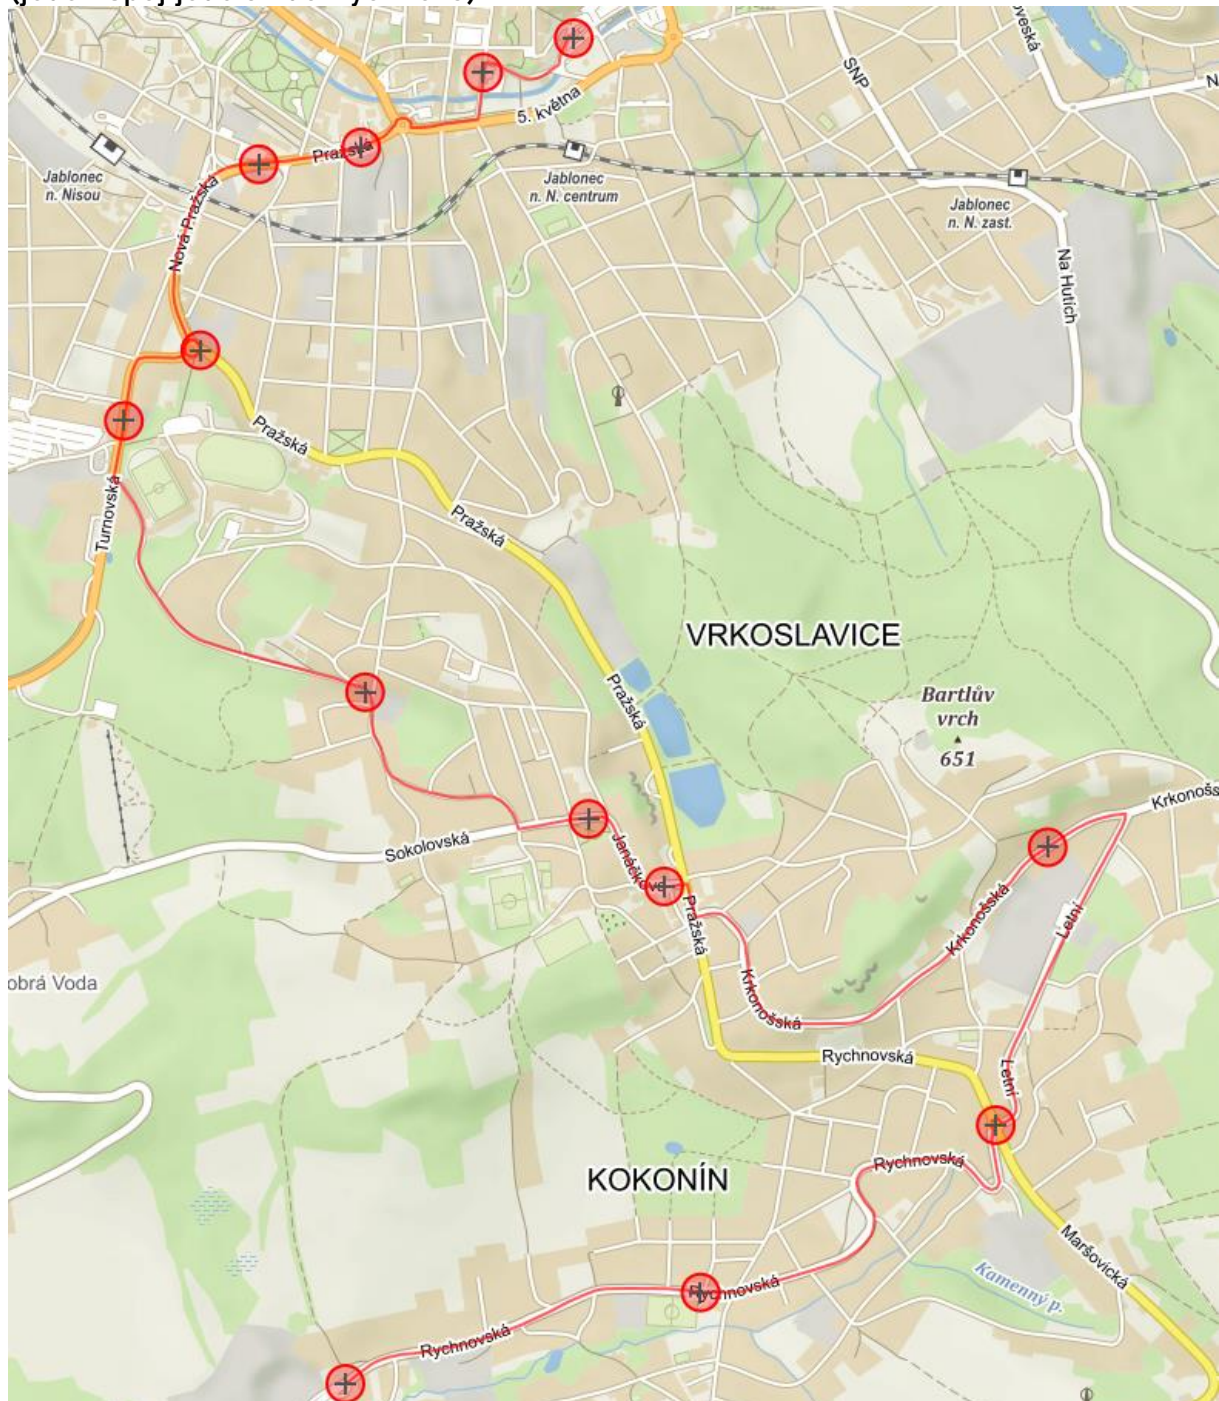 5. května
SNP
Pražská
Jablonec
n. Nisou
Jablonec
n. N. centrum
Jablonec
n. N. zast.
Nová Pražská
Na Hutích
Pražská
Turnovská
Pražská
VRKOSLAVICE
Pražská
Bartlův
vrch
651
Krkonošs
Sokolovská
Janáčkova
Pražská
Krkonošská
Letní
obrá Voda
Krkonošská
Rychnovská
Letní
Rychnovská
KOKONÍN
Maršovická
Kamenný p.
Rychnovská
Rychnovská